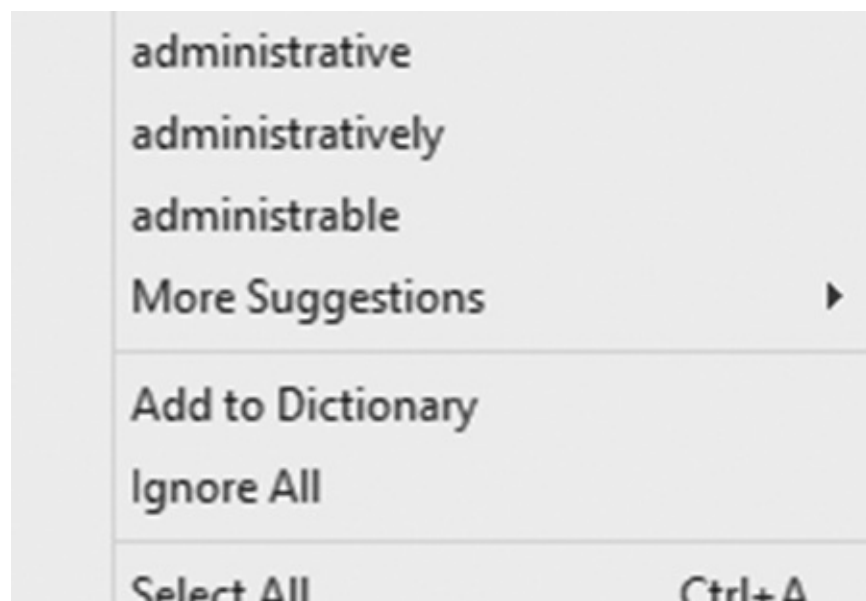 administrative
administratively
administrable
More Suggestions
Add to Dictionary
Ignore All
Select All Ctrl+A